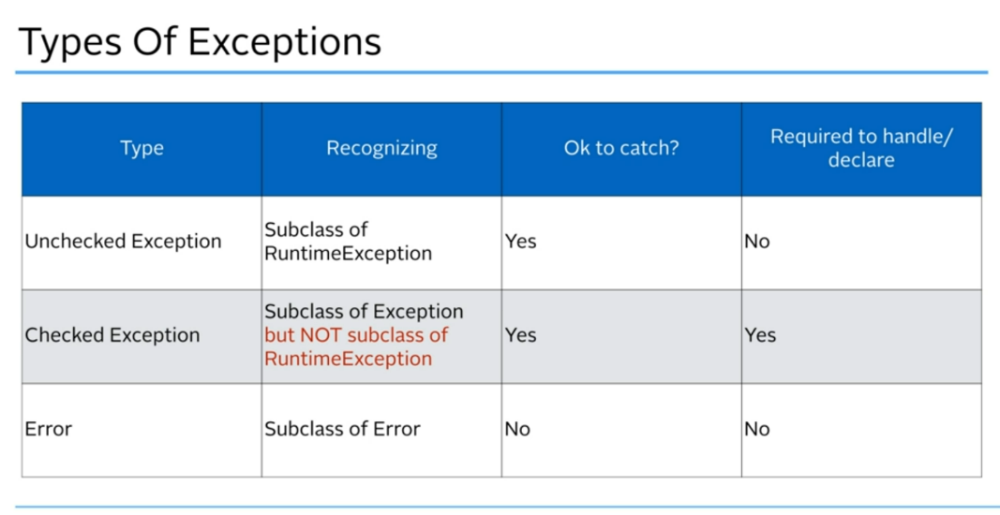 Types Of Exceptions
Type
Recognizing
Ok to catch?
Required to handle/
declare
Unchecked Exception
Subclass of
RuntimeException
Yes
No
Checked Exception
Subclass of Exception
but NOT subclass of
RuntimeException
Yes
Yes
Error
Subclass of Error
No
No